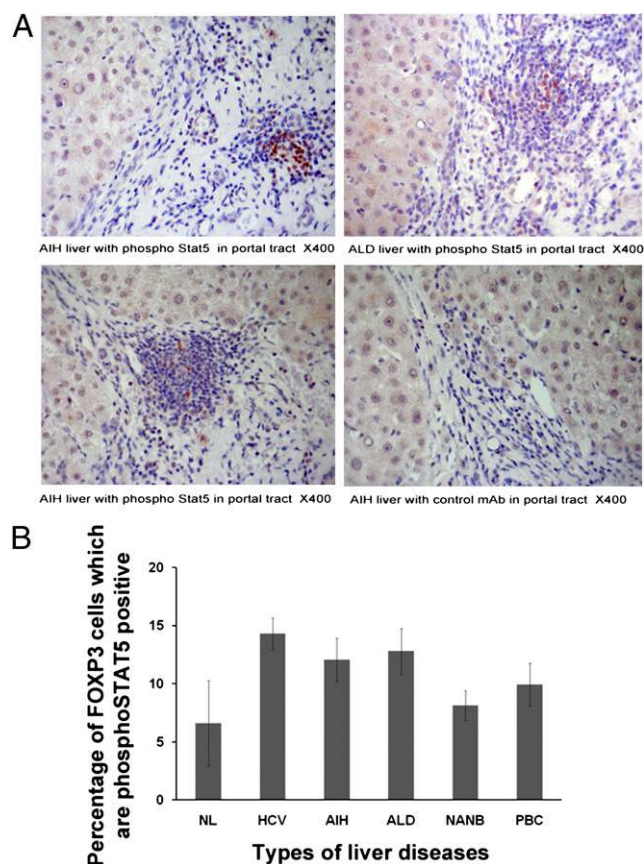 A
AIH liver with phospho Stat5 in portal tract X400
ALD liver with phospho Stat5 in portal tract X400
AIH liver with phospho Stat5 in portal tract X400
AIH liver with control mAb in portal tract X400
B
Percentage of FOXP3 cells which
are phosphoSTAT5 positive
20
15
10
5
0
NL HCV AIH ALD NANB PBC
Types of liver diseases